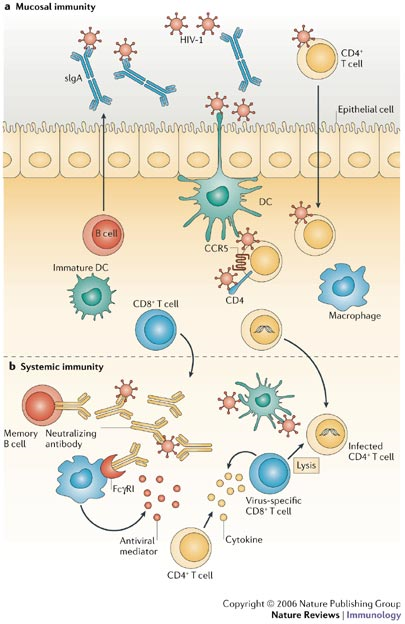 a Mucosal immunity
HIV-1
CD4+
T cell
sIgA
Epithelial cell
DC
B cell
CCR5
Immature DC
CD4
CD8+ T cell
Macrophage
b Systemic immunity
Memory
B cell
Neutralizing
antibody
Infected
CD4+ T cell
Lysis
FcγRI
Virus-specific
CD8+ T cell
Antiviral
mediator
Cytokine
CD4+ T cell
Copyright © 2006 Nature Publishing Group
Nature Reviews | Immunology